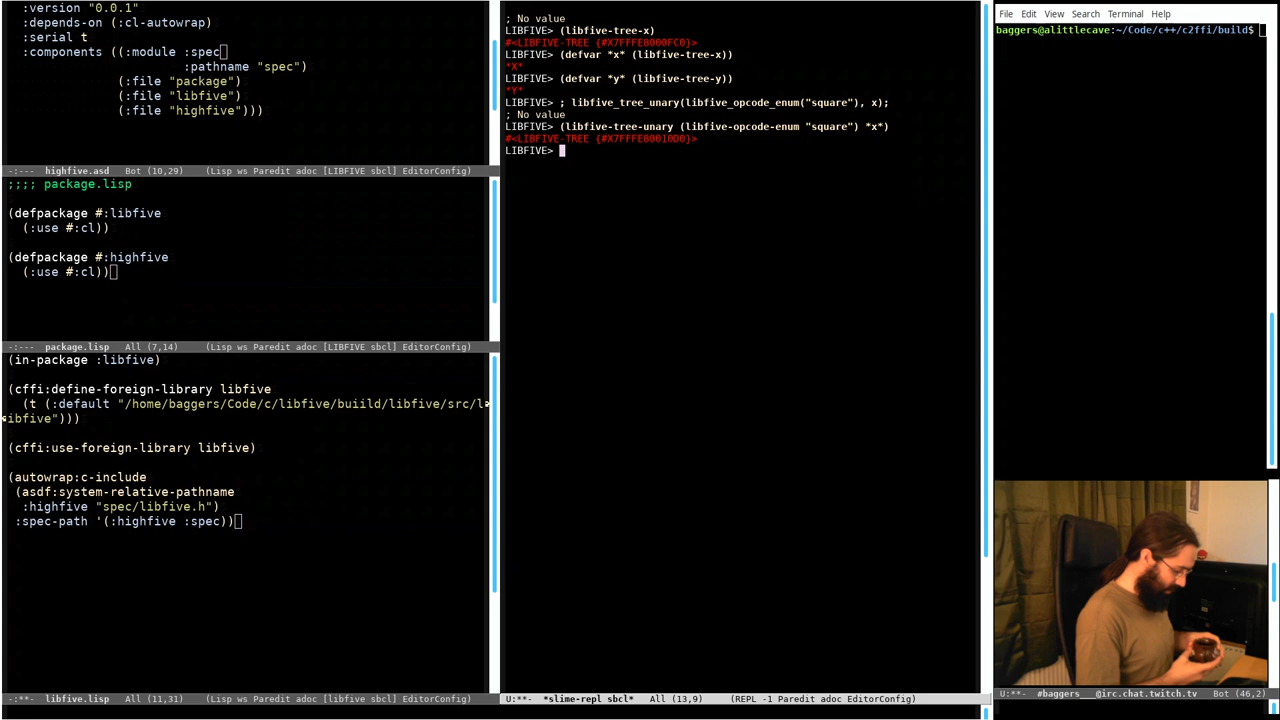 :version "0.0.1"
:depends-on (:cl-autowrap)
:serial t
:components ((:module :spec
:pathname "spec")
(:file "package")
(:file "libfive")
(:file "highfive")))
-:--- highfive.asd Bot (10,29) (Lisp ws Paredit adoc [LIBFIVE sbcl] EditorConfig)
;;;; package.lisp
(defpackage #:libfive
(:use #:cl))
(defpackage #:highfive
(:use #:cl))
-:--- package.lisp All (7,14) (Lisp ws Paredit adoc [LIBFIVE sbcl] EditorConfig)
(in-package :libfive)
(cffi:define-foreign-library libfive
(t (:default "/home/baggers/Code/c/libfive/buiild/libfive/src/l
ibfive")))
(cffi:use-foreign-library libfive)
(autowrap:c-include
(asdf:system-relative-pathname
:highfive "spec/libfive.h")
:spec-path '(:highfive :spec))
-:**- libfive.lisp All (11,31) (Lisp ws Paredit adoc [libfive sbcl] EditorConfig)
; No value
LIBFIVE> (libfive-tree-x)
#<LIBFIVE-TREE {#X7FFFE8000FC0}>
LIBFIVE> (defvar *x* (libfive-tree-x))
*X*
LIBFIVE> (defvar *y* (libfive-tree-y))
*Y*
LIBFIVE> ; libfive_tree_unary(libfive_opcode_enum("square"), x);
; No value
LIBFIVE> (libfive-tree-unary (libfive-opcode-enum "square") *x*)
#<LIBFIVE-TREE {#X7FFFE80010D0}>
LIBFIVE>
U:**- *slime-repl sbcl* All (13,9) (REPL -1 Paredit adoc EditorConfig)
File Edit View Search Terminal Help
baggers@alittlecave:~/Code/c++/c2ffi/build$
U:**- #baggers___@irc.chat.twitch.tv Bot (46,2)